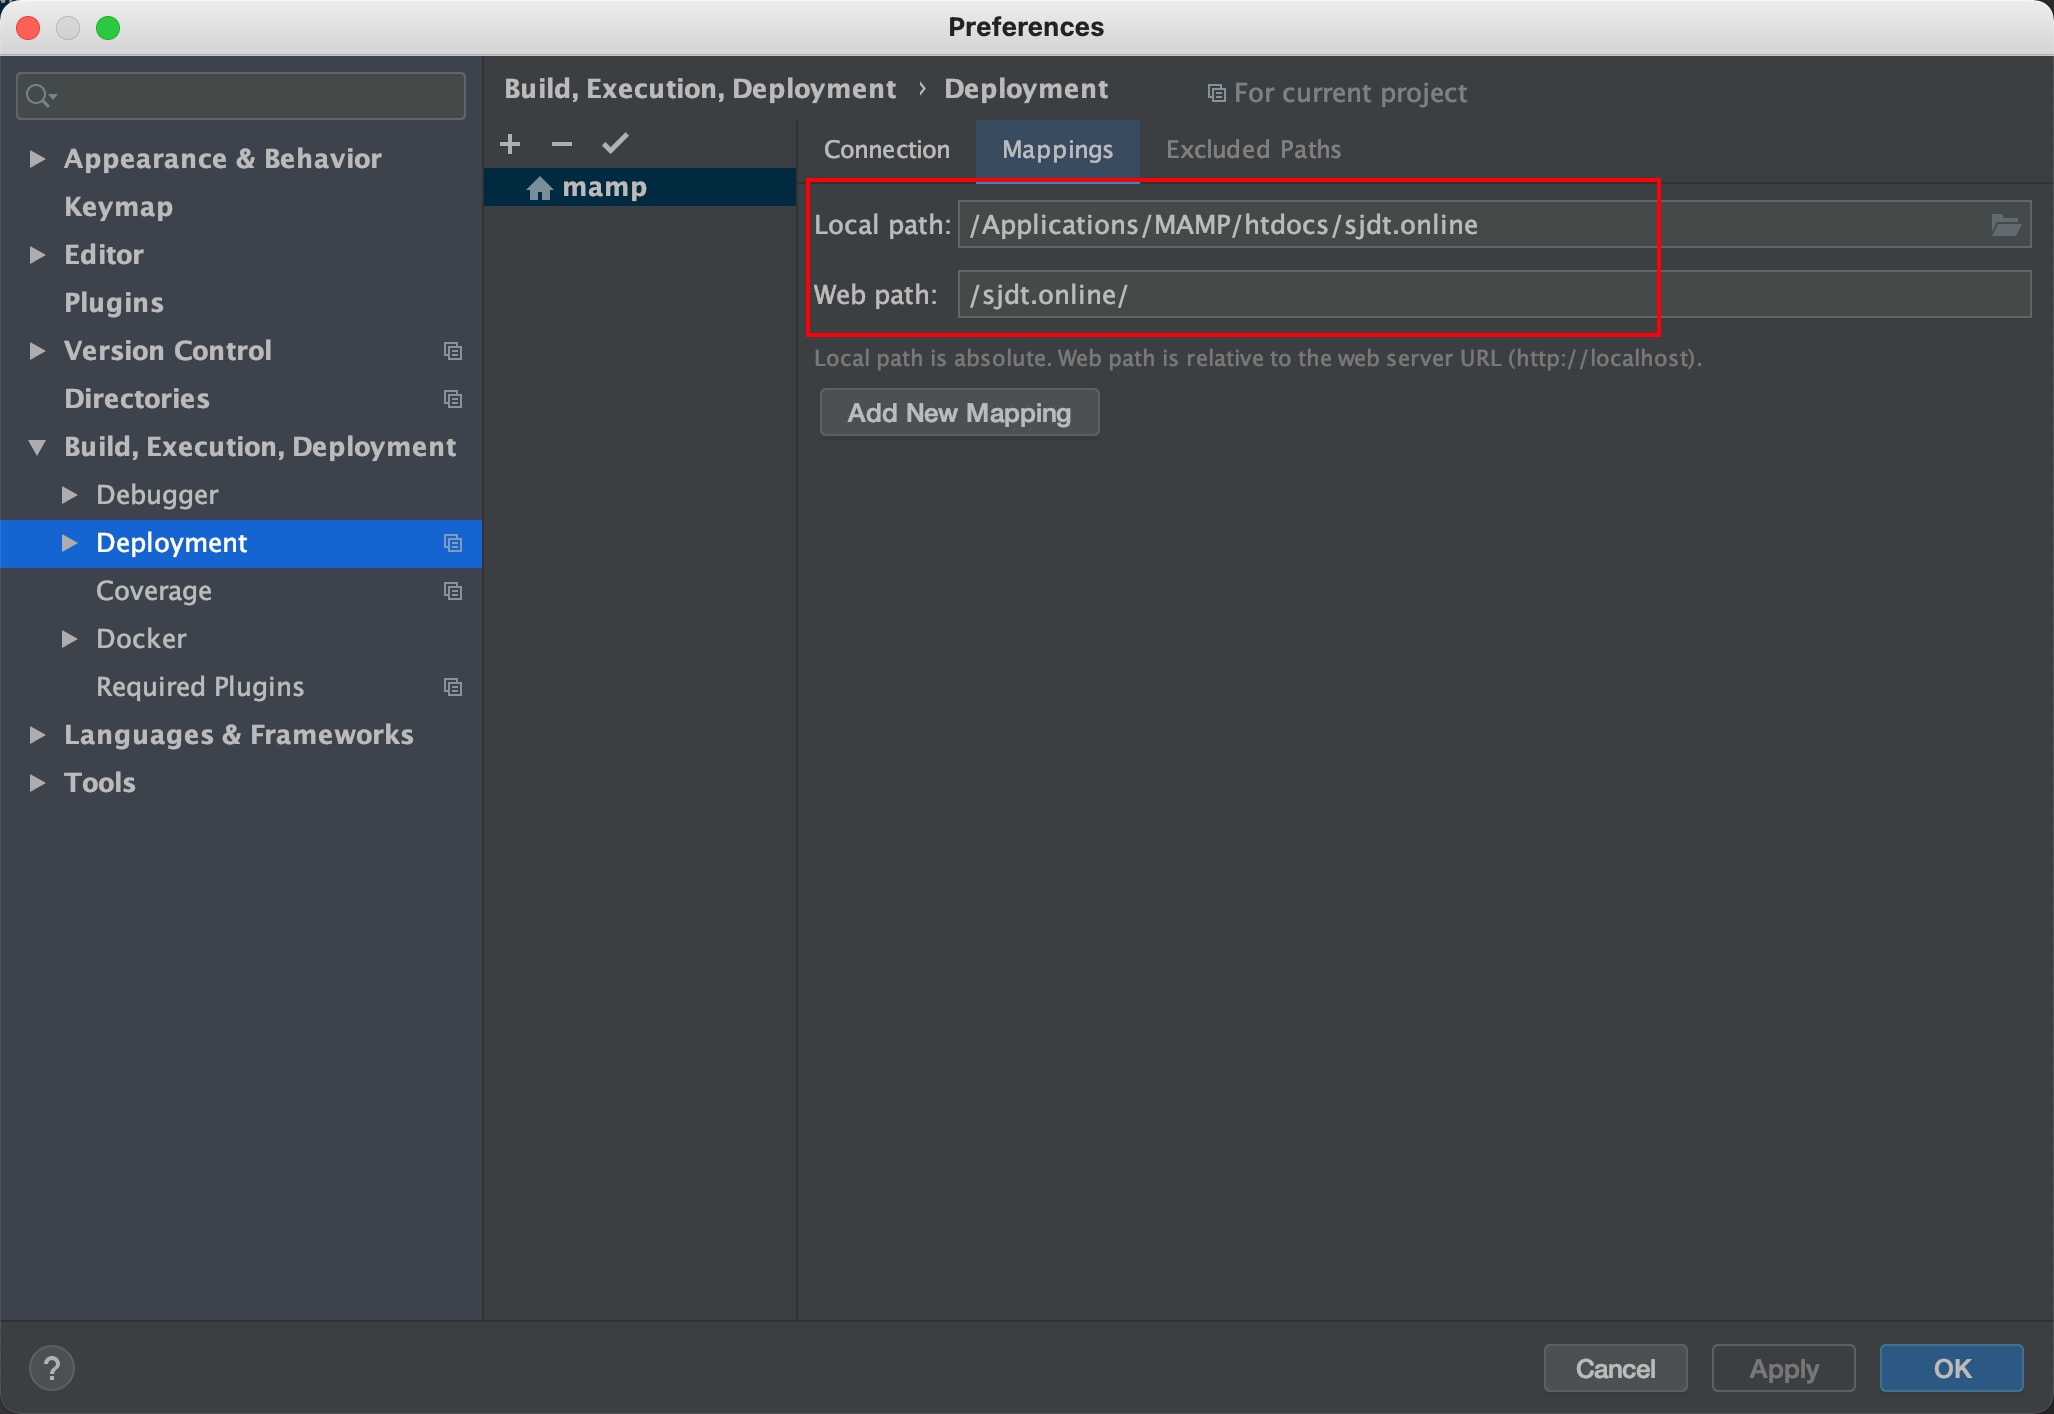 Preferences
Appearance & Behavior
Keymap
Editor
Plugins
Version Control
Directories
Build, Execution, Deployment
Debugger
Deployment
Coverage
Docker
Required Plugins
Languages & Frameworks
Tools
Build, Execution, Deployment › Deployment
For current project
mamp
Connection
Mappings
Excluded Paths
Local path: /Applications/MAMP/htdocs/sjdt.online
Web path: /sjdt.online/
Local path is absolute. Web path is relative to the web server URL (http://localhost).
Add New Mapping
?
Cancel
Apply
OK